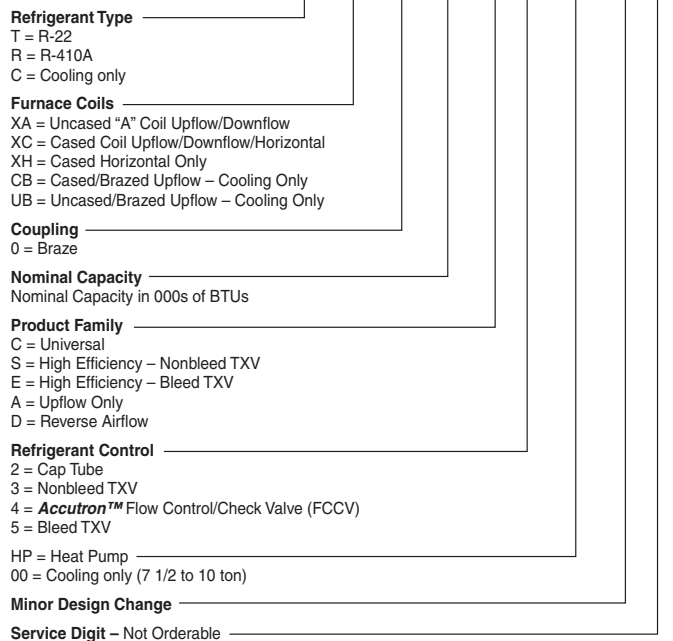 Refrigerant Type
T = R-22
R = R-410A
C = Cooling only
Furnace Coils
XA = Uncased “A” Coil Upflow/Downflow
XC = Cased Coil Upflow/Downflow/Horizontal
XH = Cased Horizontal Only
CB = Cased/Brazed Upflow – Cooling Only
UB = Uncased/Brazed Upflow – Cooling Only
Coupling
0 = Braze
Nominal Capacity
Nominal Capacity in 000s of BTUs
Product Family
C = Universal
S = High Efficiency – Nonbleed TXV
E = High Efficiency – Bleed TXV
A = Upflow Only
D = Reverse Airflow
Refrigerant Control
2 = Cap Tube
3 = Nonbleed TXV
4 = Accutron™ Flow Control/Check Valve (FCCV)
5 = Bleed TXV
HP = Heat Pump
00 = Cooling only (7 1/2 to 10 ton)
Minor Design Change
Service Digit – Not Orderable